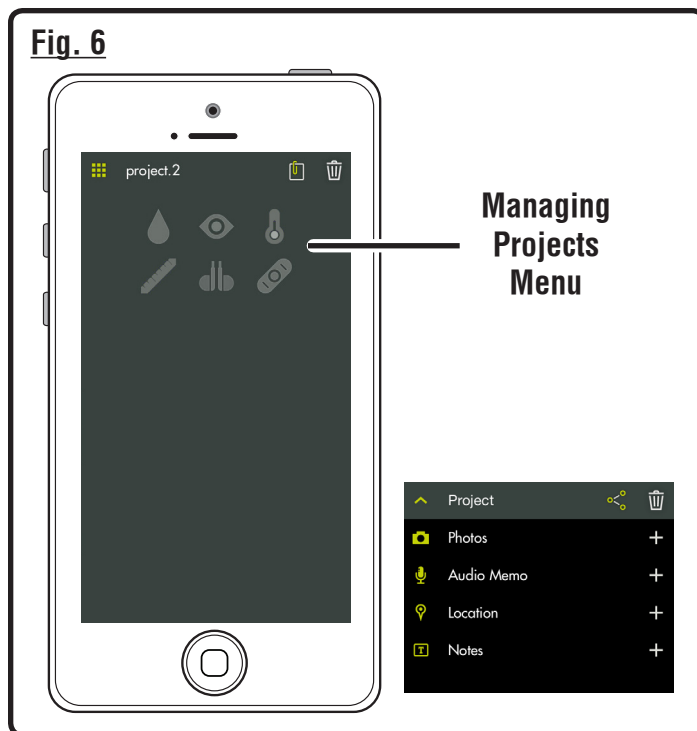 Fig. 6
project.2
Managing
Projects
Menu
Project
Photos
Audio Memo
Location
T Notes